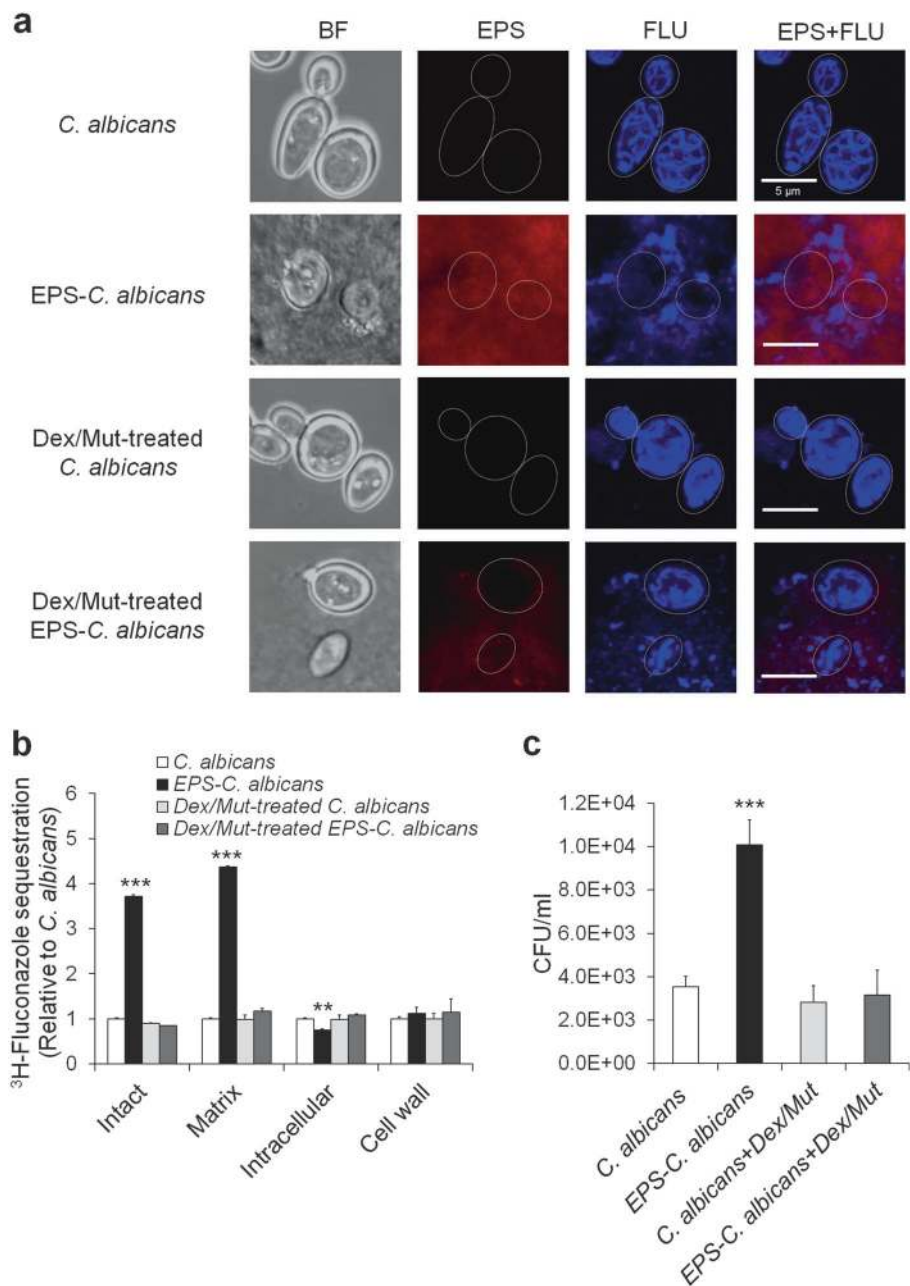 a
BF EPS FLU EPS+FLU
C. albicans
5 µm
EPS-C. albicans
Dex/Mut-treated
C. albicans
Dex/Mut-treated
EPS-C. albicans
b
C. albicans
EPS-C. albicans
Dex/Mut-treated C. albicans
Dex/Mut-treated EPS-C. albicans
³H-Fluconazole sequestration
(Relative to C. albicans)
6
5
4
3
2
1
0
***
***
**
Intact
Matrix
Intracellular
Cell wall
c
CFU/ml
1.2E+04
1.0E+04
8.0E+03
6.0E+03
4.0E+03
2.0E+03
0.0E+00
***
C. albicans
EPS-C. albicans
C. albicans+Dex/Mut
EPS-C. albicans+Dex/Mut